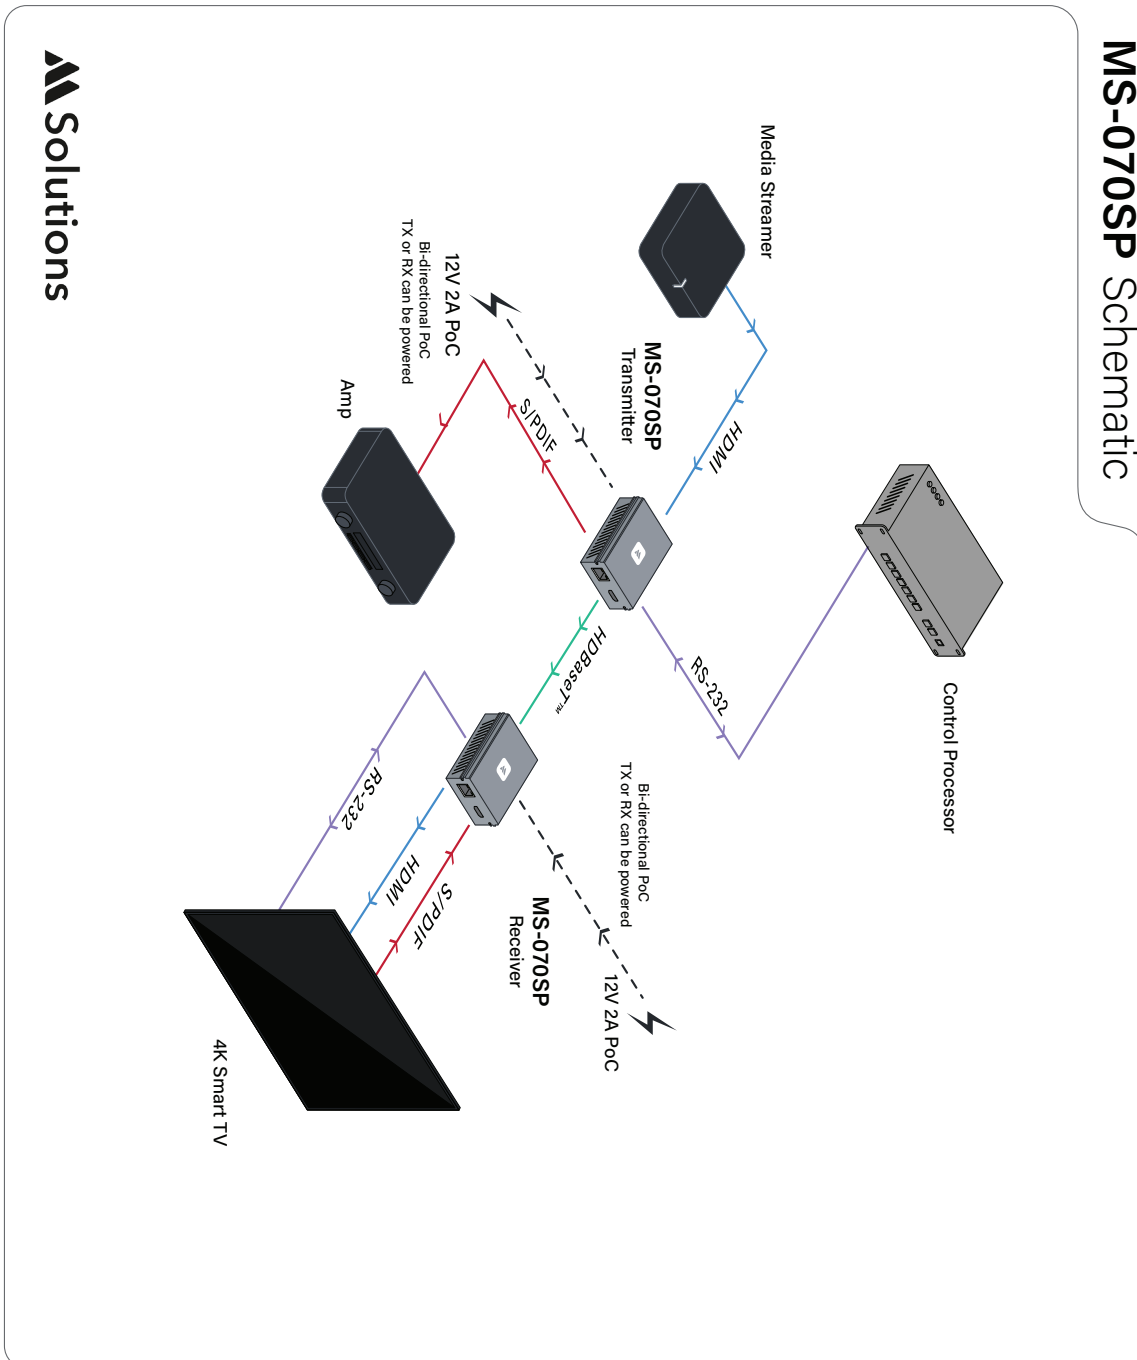 MS-070SP Schematic
Control Processor
Media Streamer
HDMI
RS-232
MS-070SP
Transmitter
12V 2A PoC
Bi-directional PoC
TX or RX can be powered
S/PDIF
Amp
HDBaseT™
Bi-directional PoC
TX or RX can be powered
12V 2A PoC
MS-070SP
Receiver
RS-232
HDMI
S/PDIF
4K Smart TV
Solutions